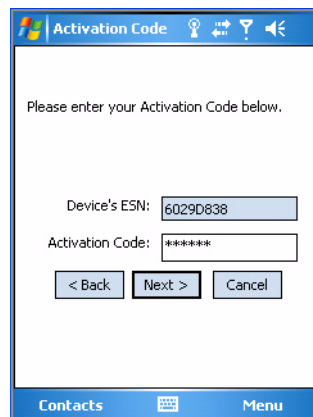 Activation Code
Please enter your Activation Code below.
Device's ESN: 6029D838
Activation Code: ******
< Back Next > Cancel
Contacts Menu